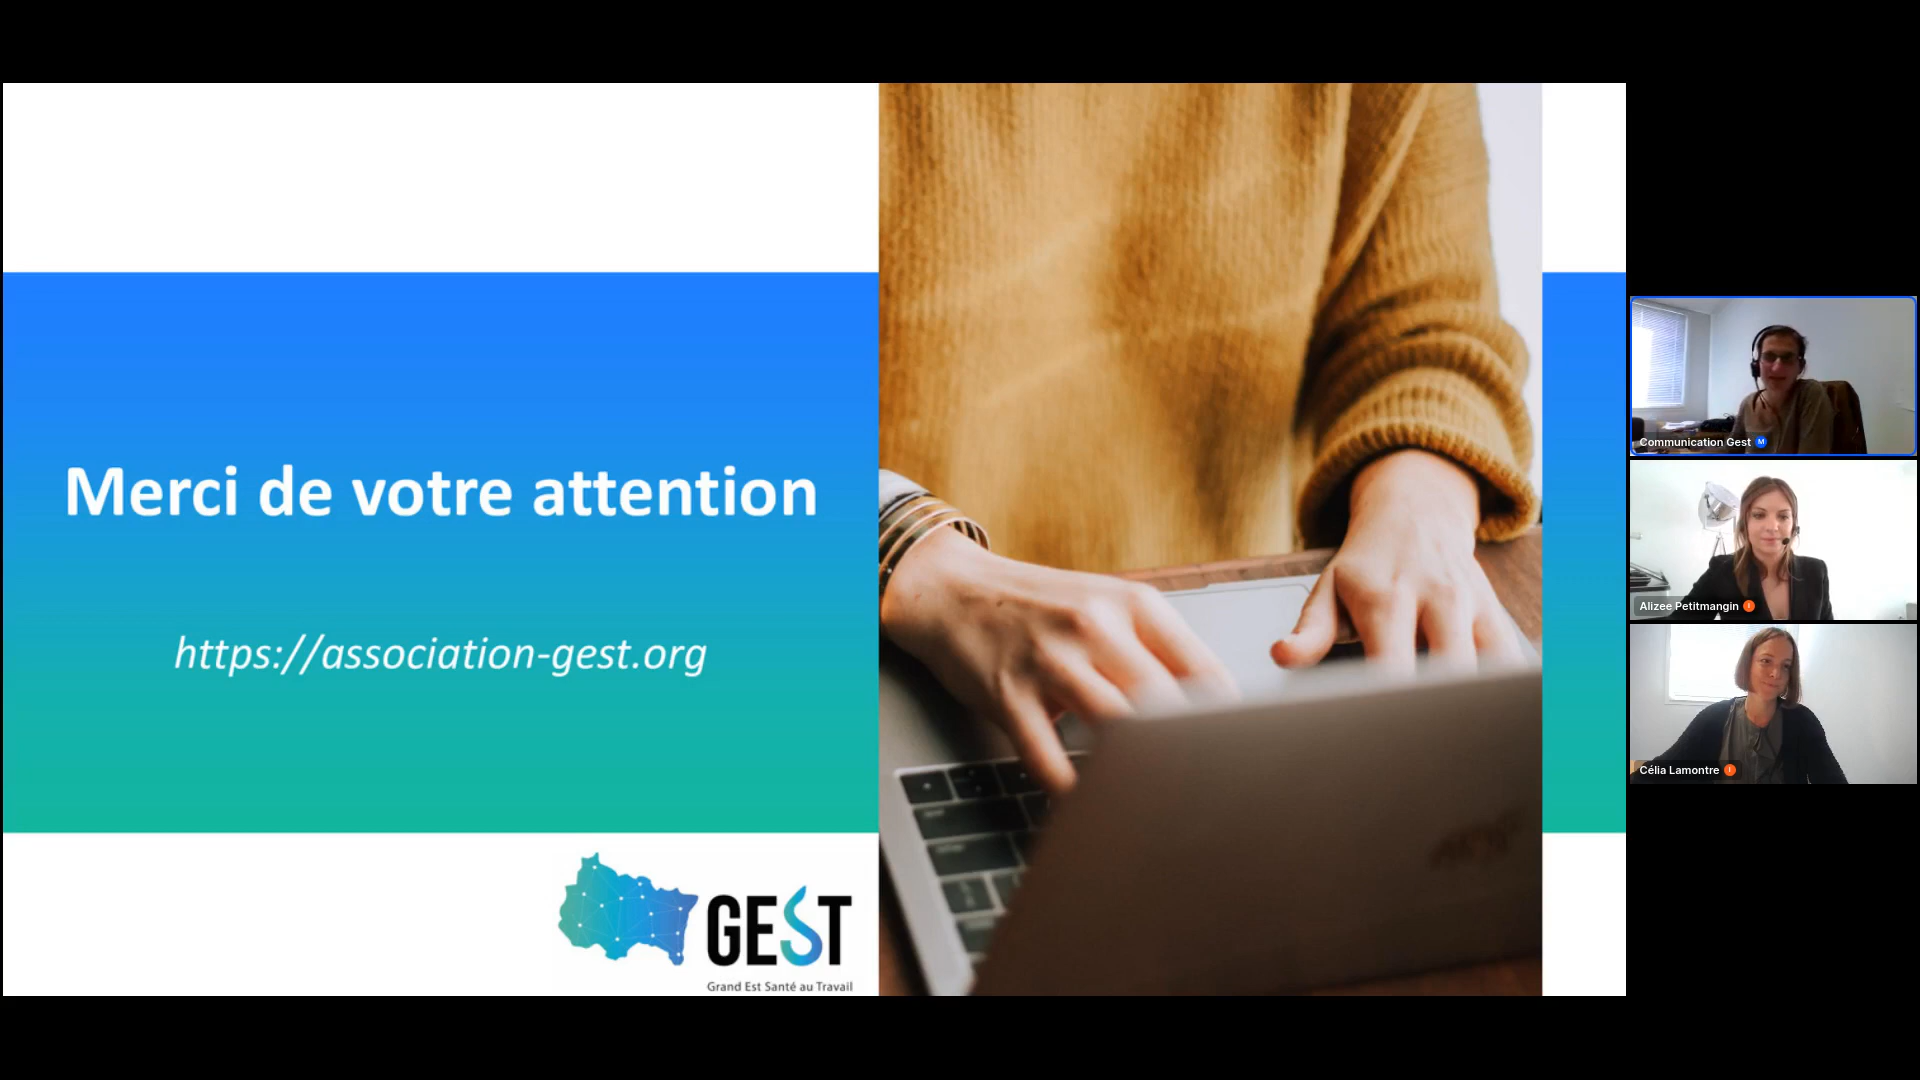 Merci de votre attention
https://association-gest.org
GEST
Grand Est Santé au Travail
Communication Gest M
Alizee Petitmangin I
Célia Lamontre I